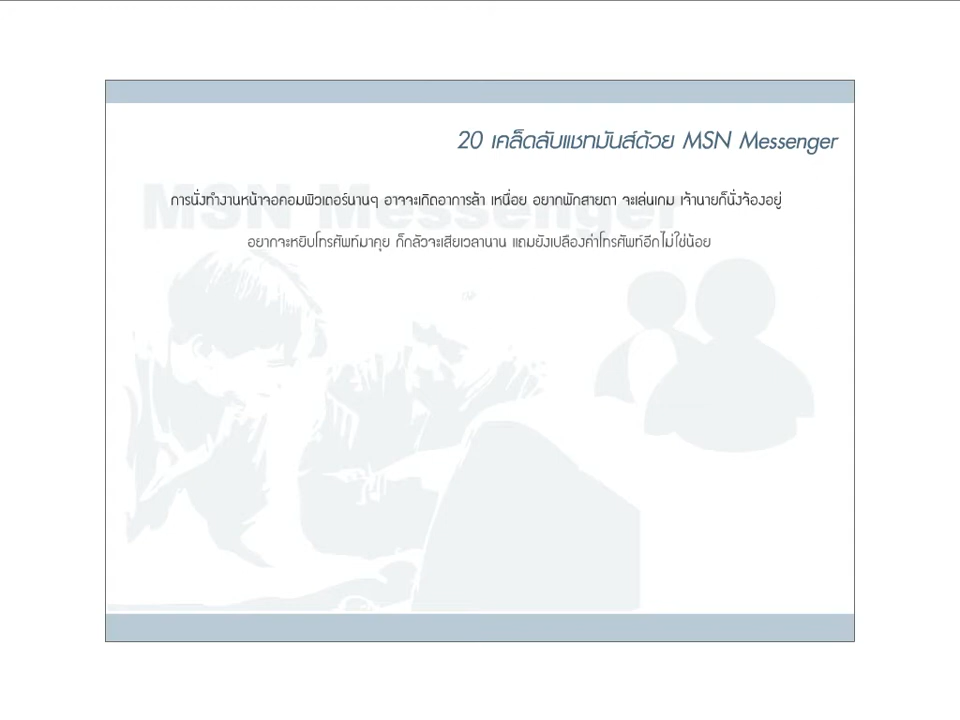 20 เคล็ดลับแชทมันส์ด้วย MSN Messenger
MSN Messenger
การนั่งทำงานหน้าจอคอมพิวเตอร์นานๆ อาจจะเกิดอาการล้า เหนื่อย อยากพักสายตา จะเล่นเกม เจ้านายก็นั่งจ้องอยู่
อยากจะหยิบโทรศัพท์มาคุย ก็กลัวจะเสียเวลานาน แถมยังเปลืองค่าโทรศัพท์อีกไม่ใช่น้อย